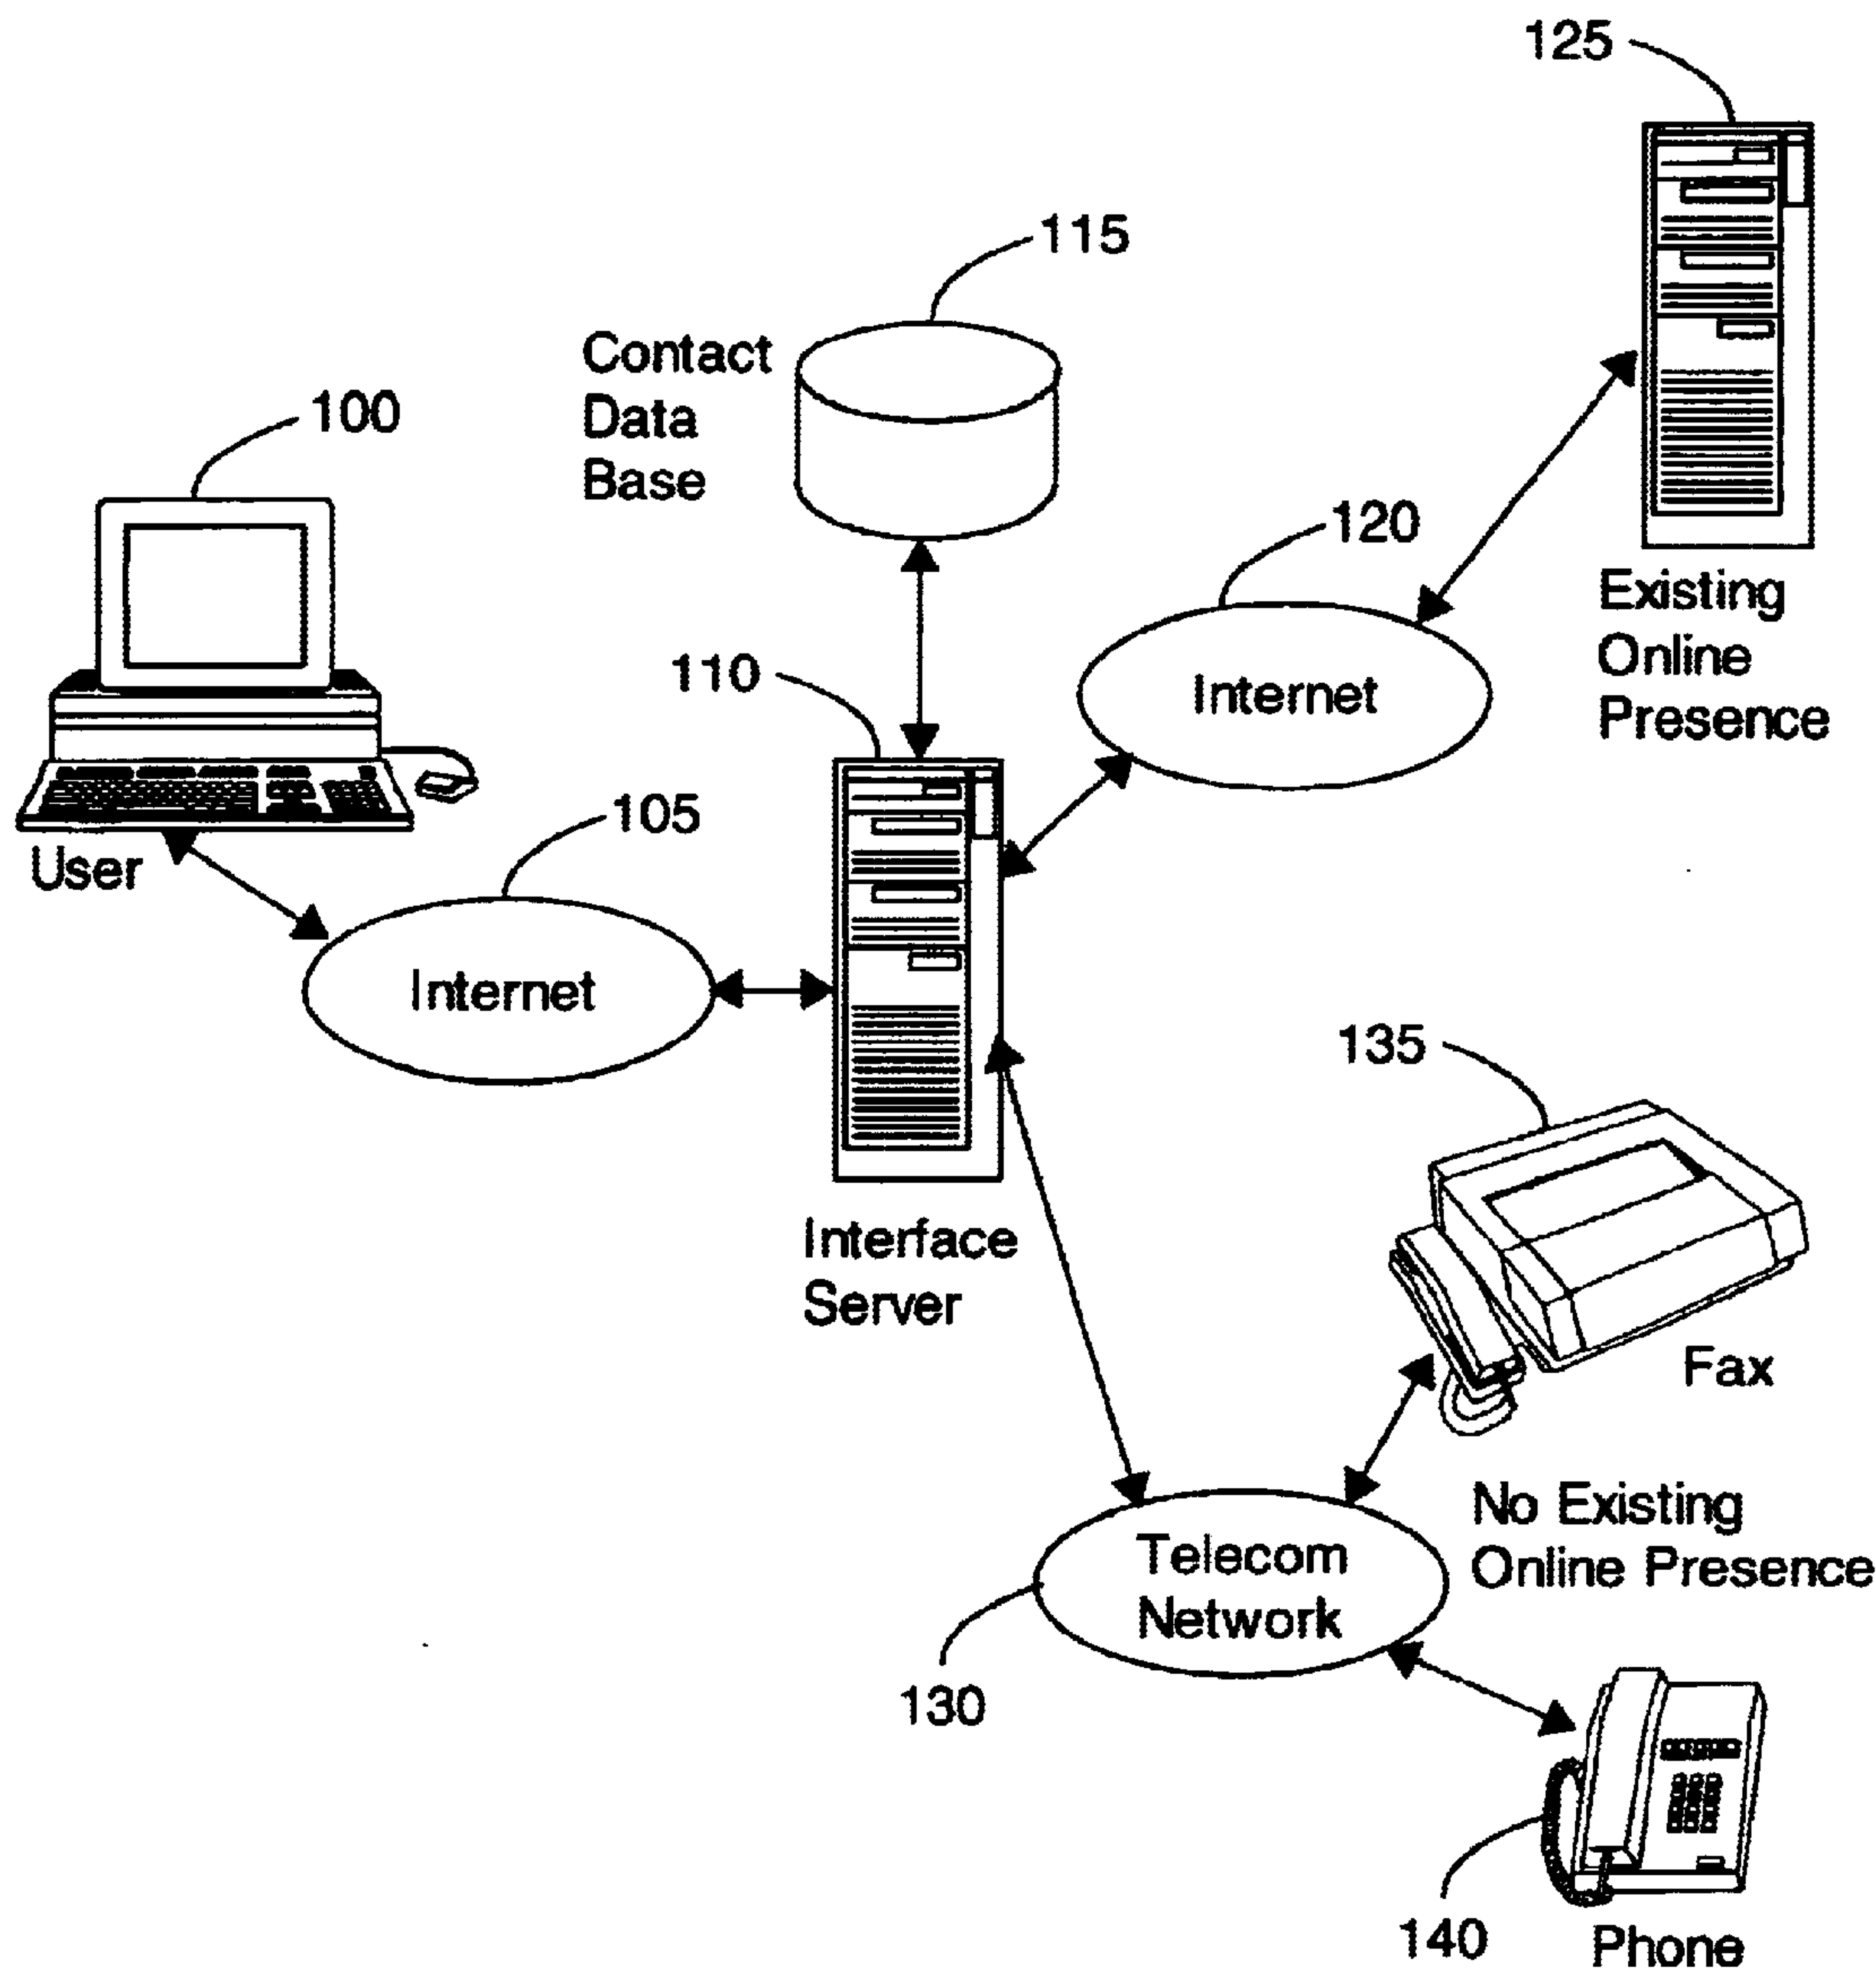 125
115
Contact
Data
Base
100
120
Existing
Online
Presence
110
Internet
User
105
Internet
135
Interface
Server
Fax
No Existing
Online Presence
Telecom
Network
130
140
Phone